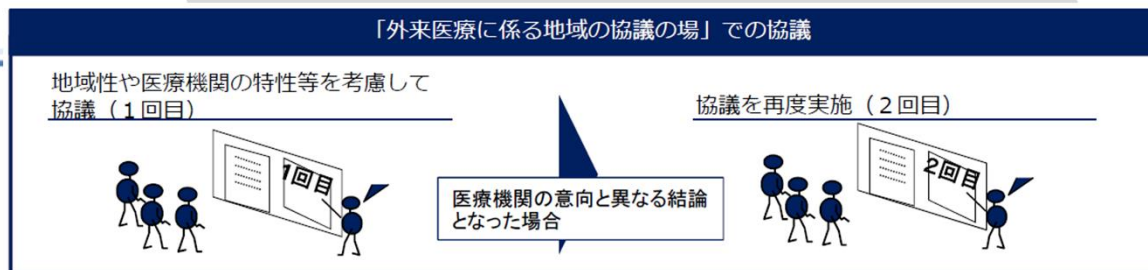 「外来医療に係る地域の協議の場」での協議
地域性や医療機関の特性等を考慮して
協議（１回目）
1回目
医療機関の意向と異なる結論
となった場合
協議を再度実施（２回目）
2回目